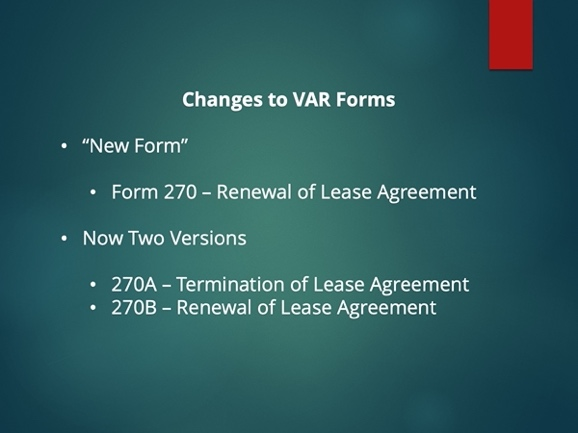 Changes to VAR Forms
• “New Form”
• Form 270 – Renewal of Lease Agreement
• Now Two Versions
• 270A – Termination of Lease Agreement
• 270B – Renewal of Lease Agreement